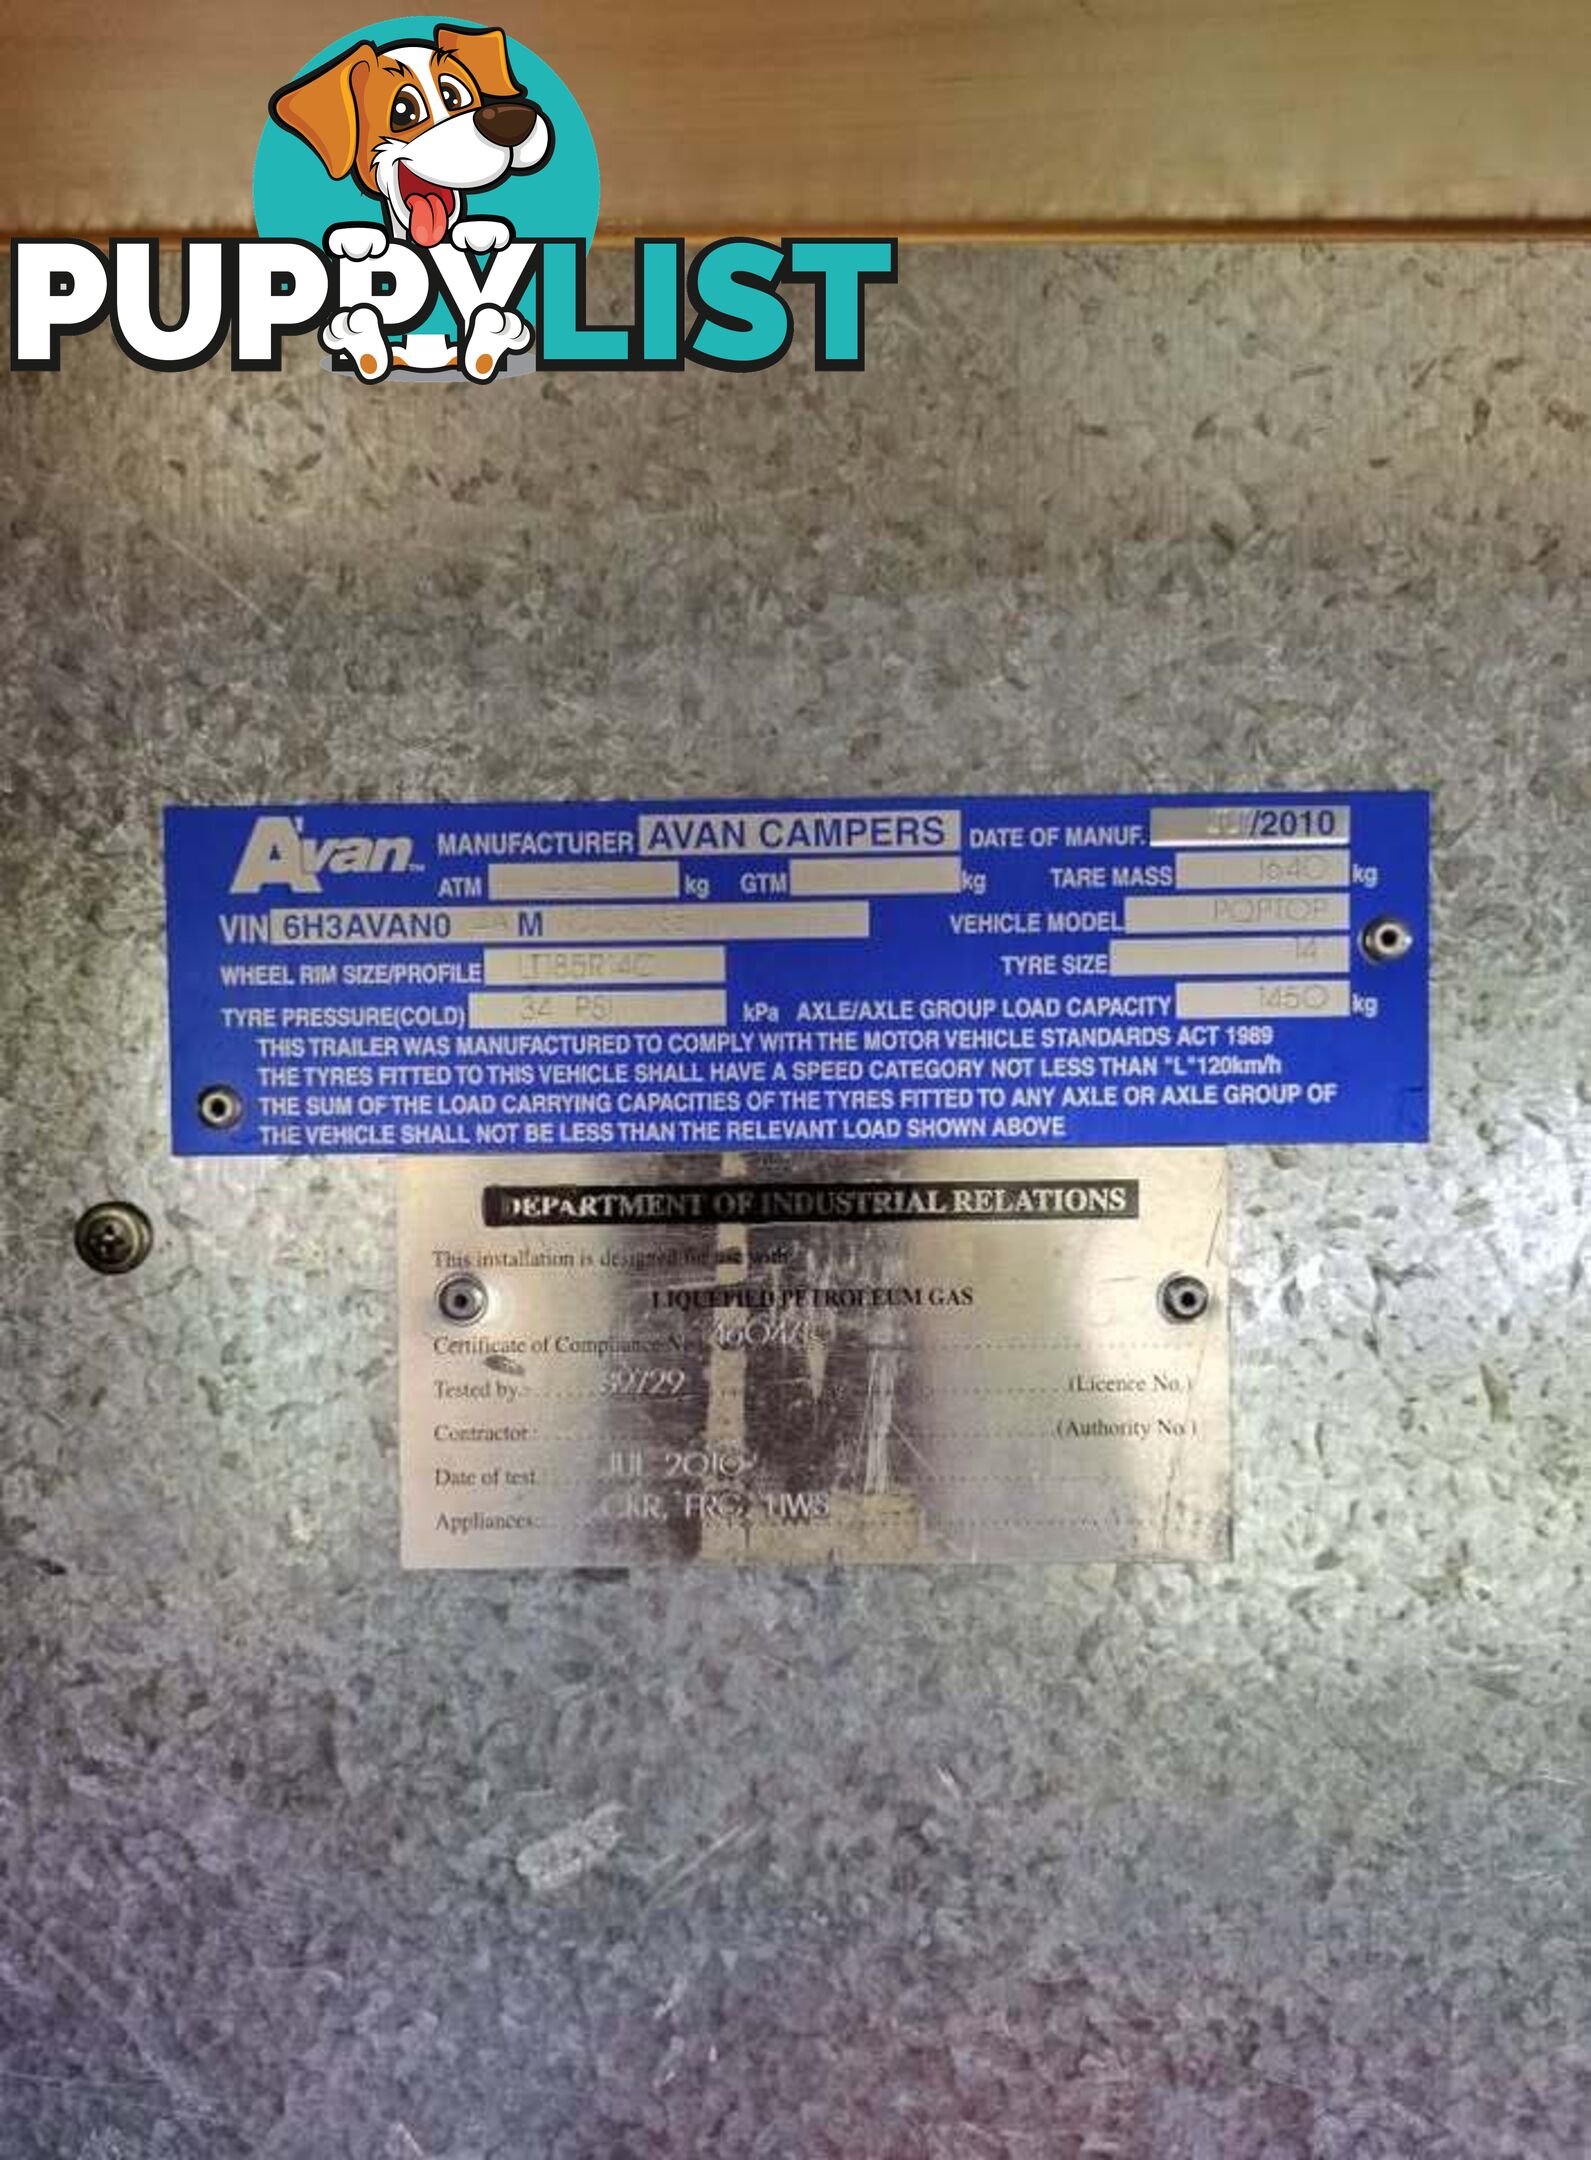 PUPPYLIST
Avan
MANUFACTURER AVAN CAMPERS DATE OF MANUF. /2010
ATM kg GTM kg TARE MASS 1640 kg
VIN 6H3AVAN0 M VEHICLE MODEL POPTOP
WHEEL RIM SIZE/PROFILE LT185R14C TYRE SIZE 14
TYRE PRESSURE(COLD) 34 PSI kPa AXLE/AXLE GROUP LOAD CAPACITY 1450 kg
THIS TRAILER WAS MANUFACTURED TO COMPLY WITH THE MOTOR VEHICLE STANDARDS ACT 1989
THE TYRES FITTED TO THIS VEHICLE SHALL HAVE A SPEED CATEGORY NOT LESS THAN "L" 120km/h
THE SUM OF THE LOAD CARRYING CAPACITIES OF THE TYRES FITTED TO ANY AXLE OR AXLE GROUP OF
THE VEHICLE SHALL NOT BE LESS THAN THE RELEVANT LOAD SHOWN ABOVE
DEPARTMENT OF INDUSTRIAL RELATIONS
This installation is designed for use with
LIQUEFIED PETROLEUM GAS
Certificate of Compliance No.
Tested by: (Licence No.)
Contractor: (Authority No.)
Date of test JUL 2010
Appliances: CKR, FRG, HWS